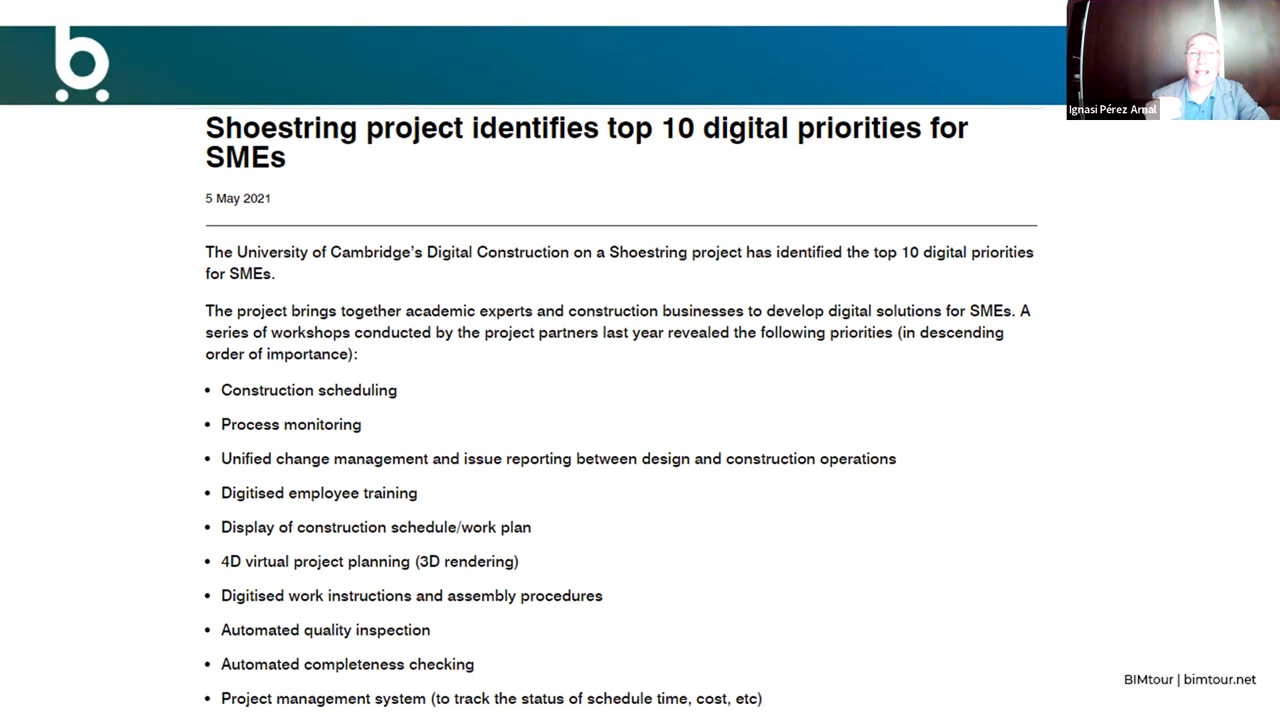 b
Ignasi Pérez Arnal
Shoestring project identifies top 10 digital priorities for
SMEs
5 May 2021
The University of Cambridge's Digital Construction on a Shoestring project has identified the top 10 digital priorities
for SMEs.
The project brings together academic experts and construction businesses to develop digital solutions for SMEs. A
series of workshops conducted by the project partners last year revealed the following priorities (in descending
order of importance):
• Construction scheduling
• Process monitoring
• Unified change management and issue reporting between design and construction operations
• Digitised employee training
• Display of construction schedule/work plan
• 4D virtual project planning (3D rendering)
• Digitised work instructions and assembly procedures
• Automated quality inspection
• Automated completeness checking
• Project management system (to track the status of schedule time, cost, etc)
BIMtour | bimtour.net